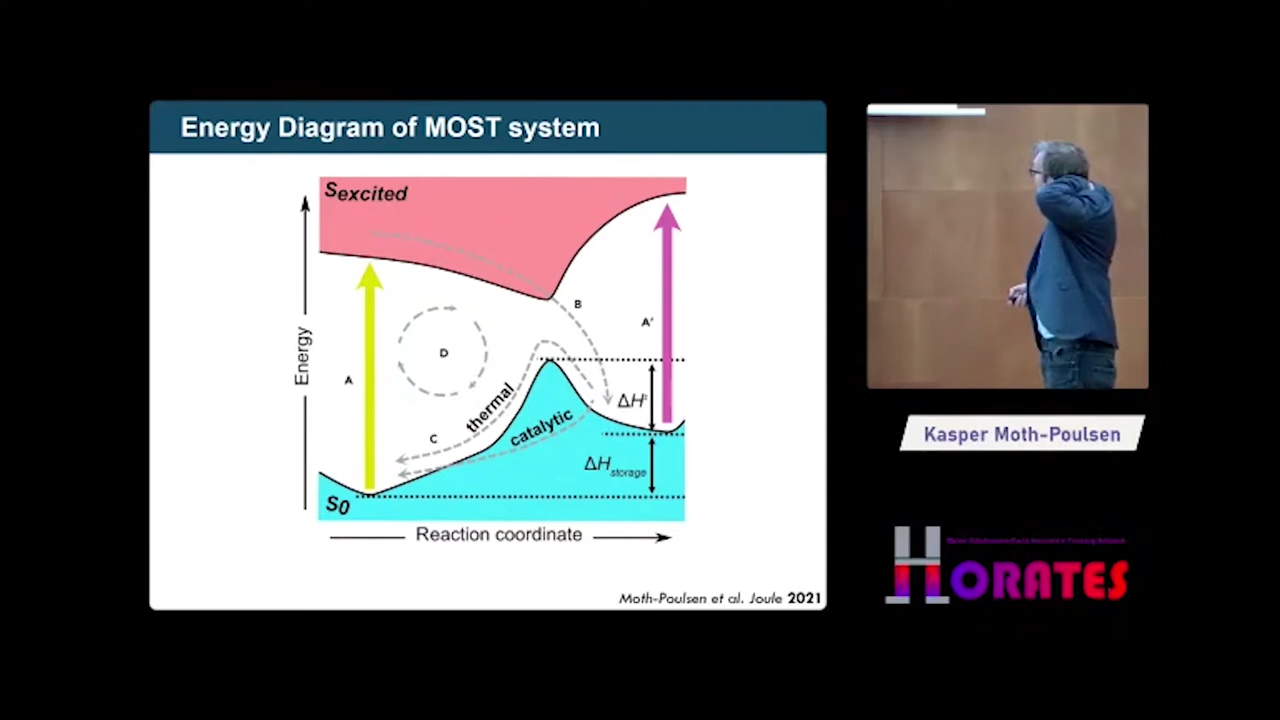 Energy Diagram of MOST system
Sexcited
Energy
A
D
B
A'
C
thermal
catalytic
ΔH‡
ΔHstorage
S0
Reaction coordinate
Moth-Poulsen et al. Joule 2021
Kasper Moth-Poulsen
HORATES